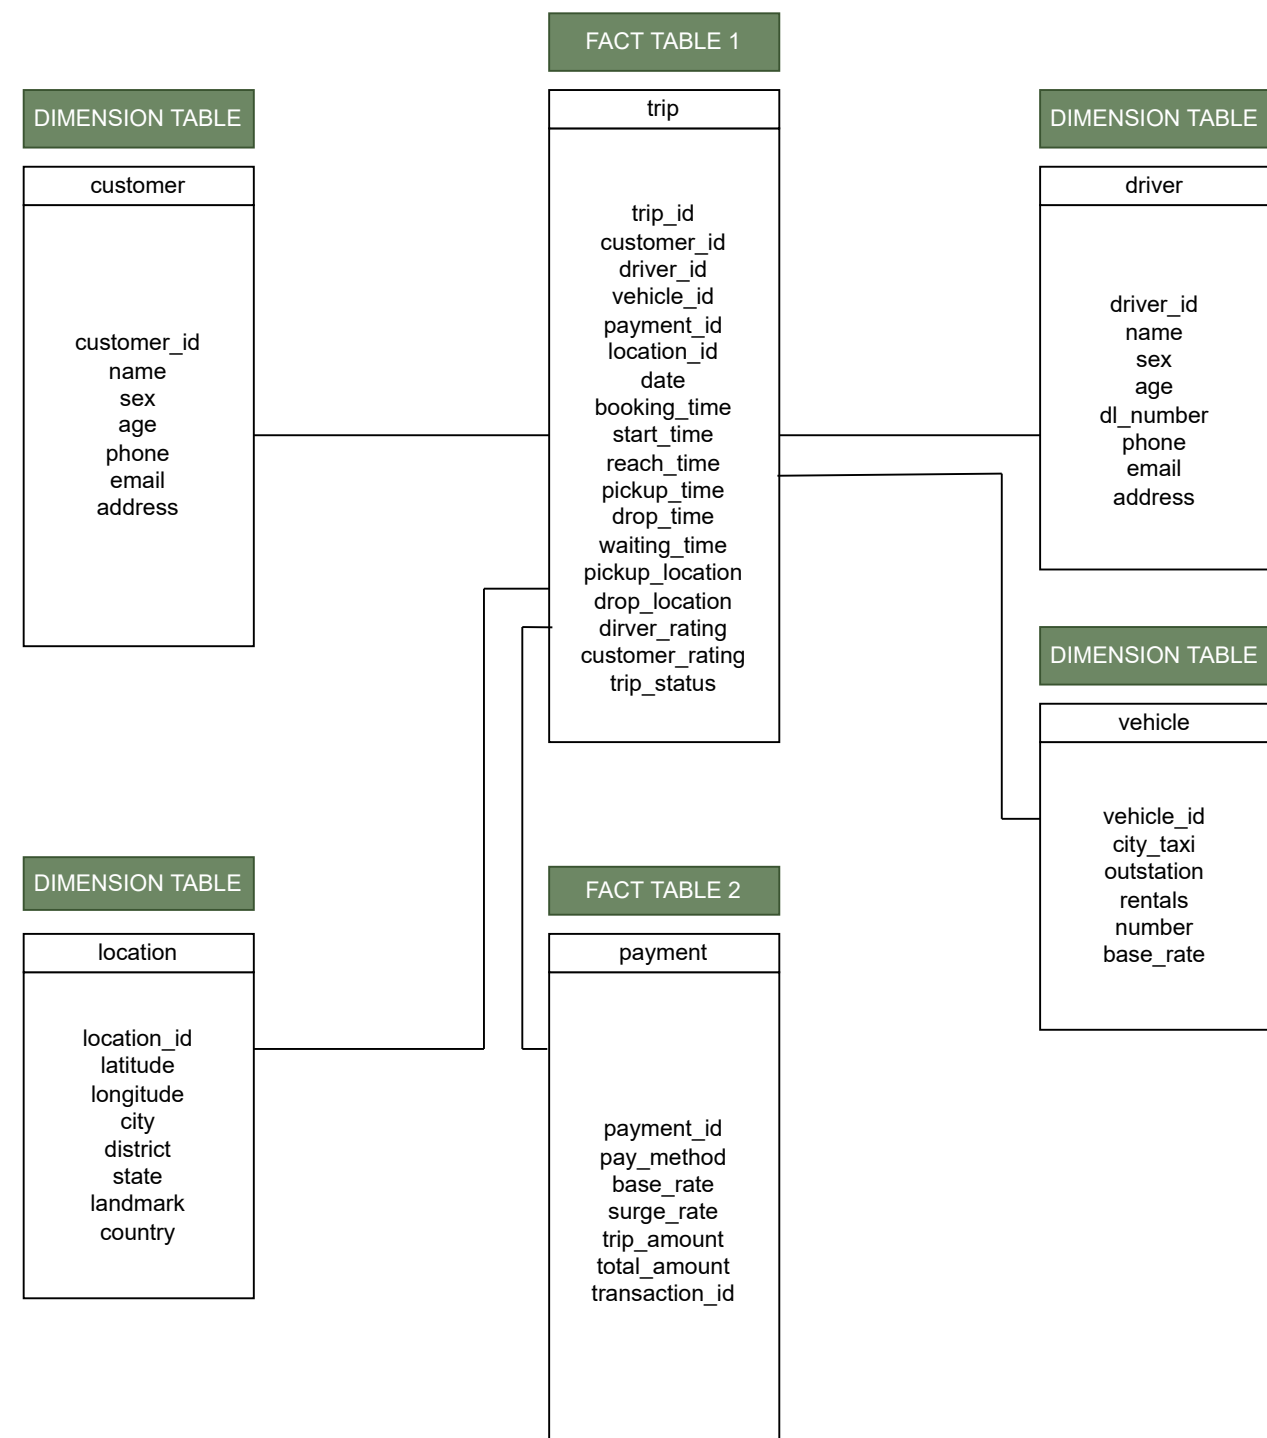 FACT TABLE 1
trip
trip_id
customer_id
driver_id
vehicle_id
payment_id
location_id
date
booking_time
start_time
reach_time
pickup_time
drop_time
waiting_time
pickup_location
drop_location
dirver_rating
customer_rating
trip_status
DIMENSION TABLE
customer
customer_id
name
sex
age
phone
email
address
DIMENSION TABLE
driver
driver_id
name
sex
age
dl_number
phone
email
address
DIMENSION TABLE
vehicle
vehicle_id
city_taxi
outstation
rentals
number
base_rate
DIMENSION TABLE
location
location_id
latitude
longitude
city
district
state
landmark
country
FACT TABLE 2
payment
payment_id
pay_method
base_rate
surge_rate
trip_amount
total_amount
transaction_id